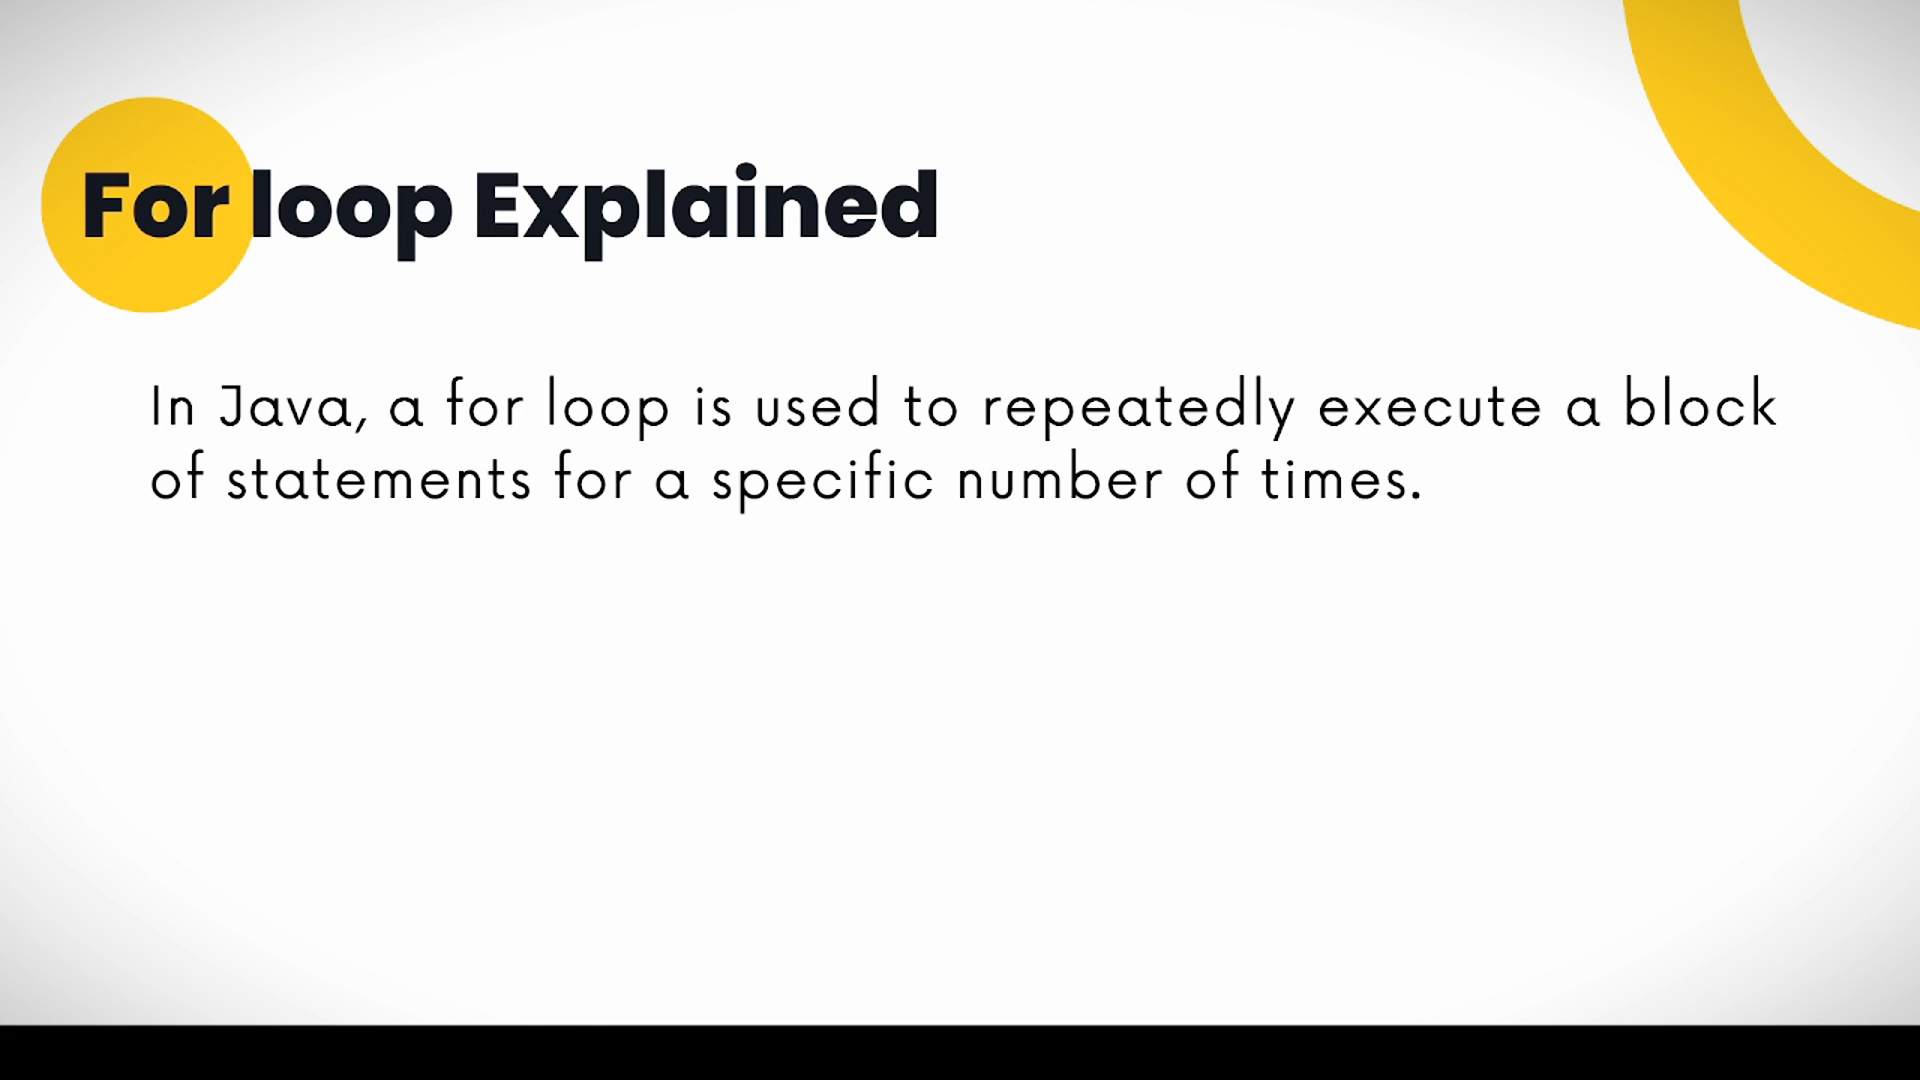 For loop Explained
In Java, a for loop is used to repeatedly execute a block
of statements for a specific number of times.